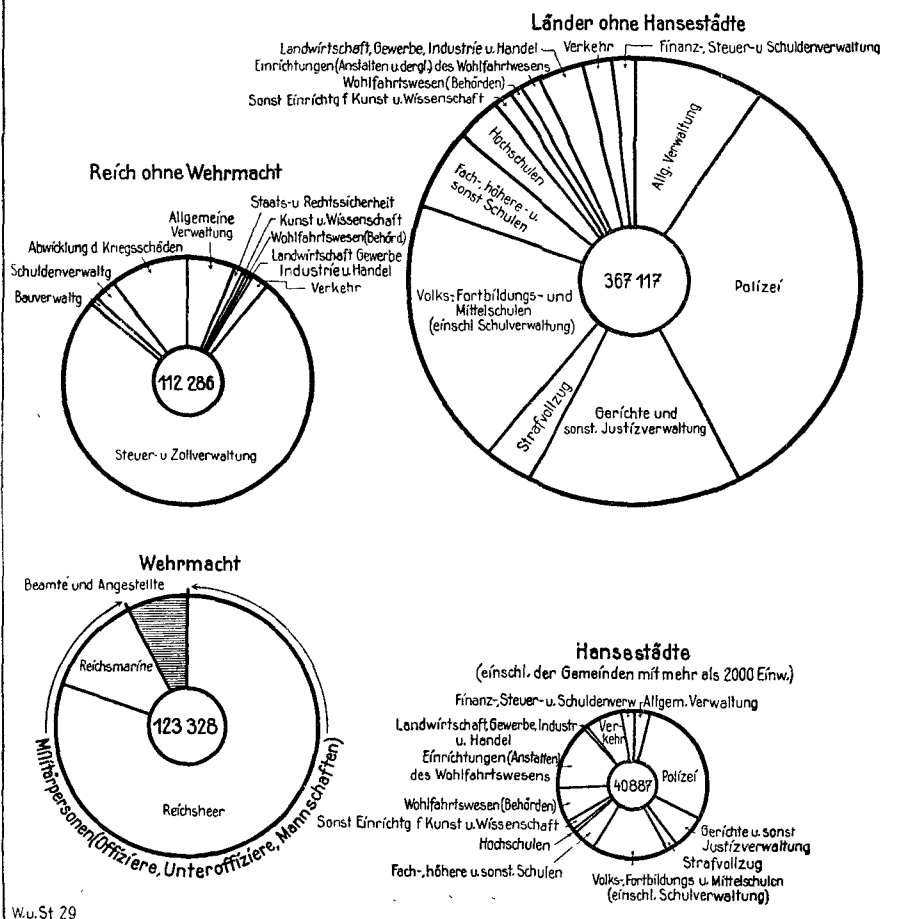 Länder ohne Hansestädte
Landwirtschaft, Gewerbe, Industrie u. Handel
Verkehr
Finanz-, Steuer- u Schuldenverwaltung
Einrichtungen (Anstalten u dergl.) des Wohlfahrtwesens
Wohlfahrtswesen (Behörden)
Sonst Einrichtg f Kunst u. Wissenschaft
Hochschulen
Fach-, höhere- u.
sonst Schulen
Volks-, Fortbildungs- und
Mittelschulen
(einschl Schulverwaltung)
Strafvollzug
Gerichte und
sonst. Justizverwaltung
Polizei
Allg. Verwaltung
367 117
Reich ohne Wehrmacht
Allgemeine
Verwaltung
Staats- u Rechtssicherheit
Kunst u. Wissenschaft
Wohlfahrtswesen (Behörd)
Landwirtschaft Gewerbe
Industrie u. Handel
Verkehr
Abwicklung d Kriegsschäden
Schuldenverwaltg
Bauverwaltg
112 286
Steuer- u Zollverwaltung
Wehrmacht
Beamte und Angestellte
Reichsmarine
123 328
Reichsheer
Militärpersonen (Offiziere, Unteroffiziere, Mannschaften)
Hansestädte
(einschl. der Gemeinden mit mehr als 2000 Einw.)
Finanz-, Steuer- u. Schuldenverw
Allgem. Verwaltung
Landwirtschaft, Gewerbe, Industr
u. Handel
Ver-
kehr
Einrichtungen (Anstalten)
des Wohlfahrtswesens
Polizei
40887
Wohlfahrtswesen (Behörden)
Sonst Einrichtg f Kunst u. Wissenschaft
Hochschulen
Fach-, höhere u. sonst. Schulen
Gerichte u. sonst
Justizverwaltung
Strafvollzug
Volks-, Fortbildungs u. Mittelschulen
(einschl. Schulverwaltung)
W. u. St 29